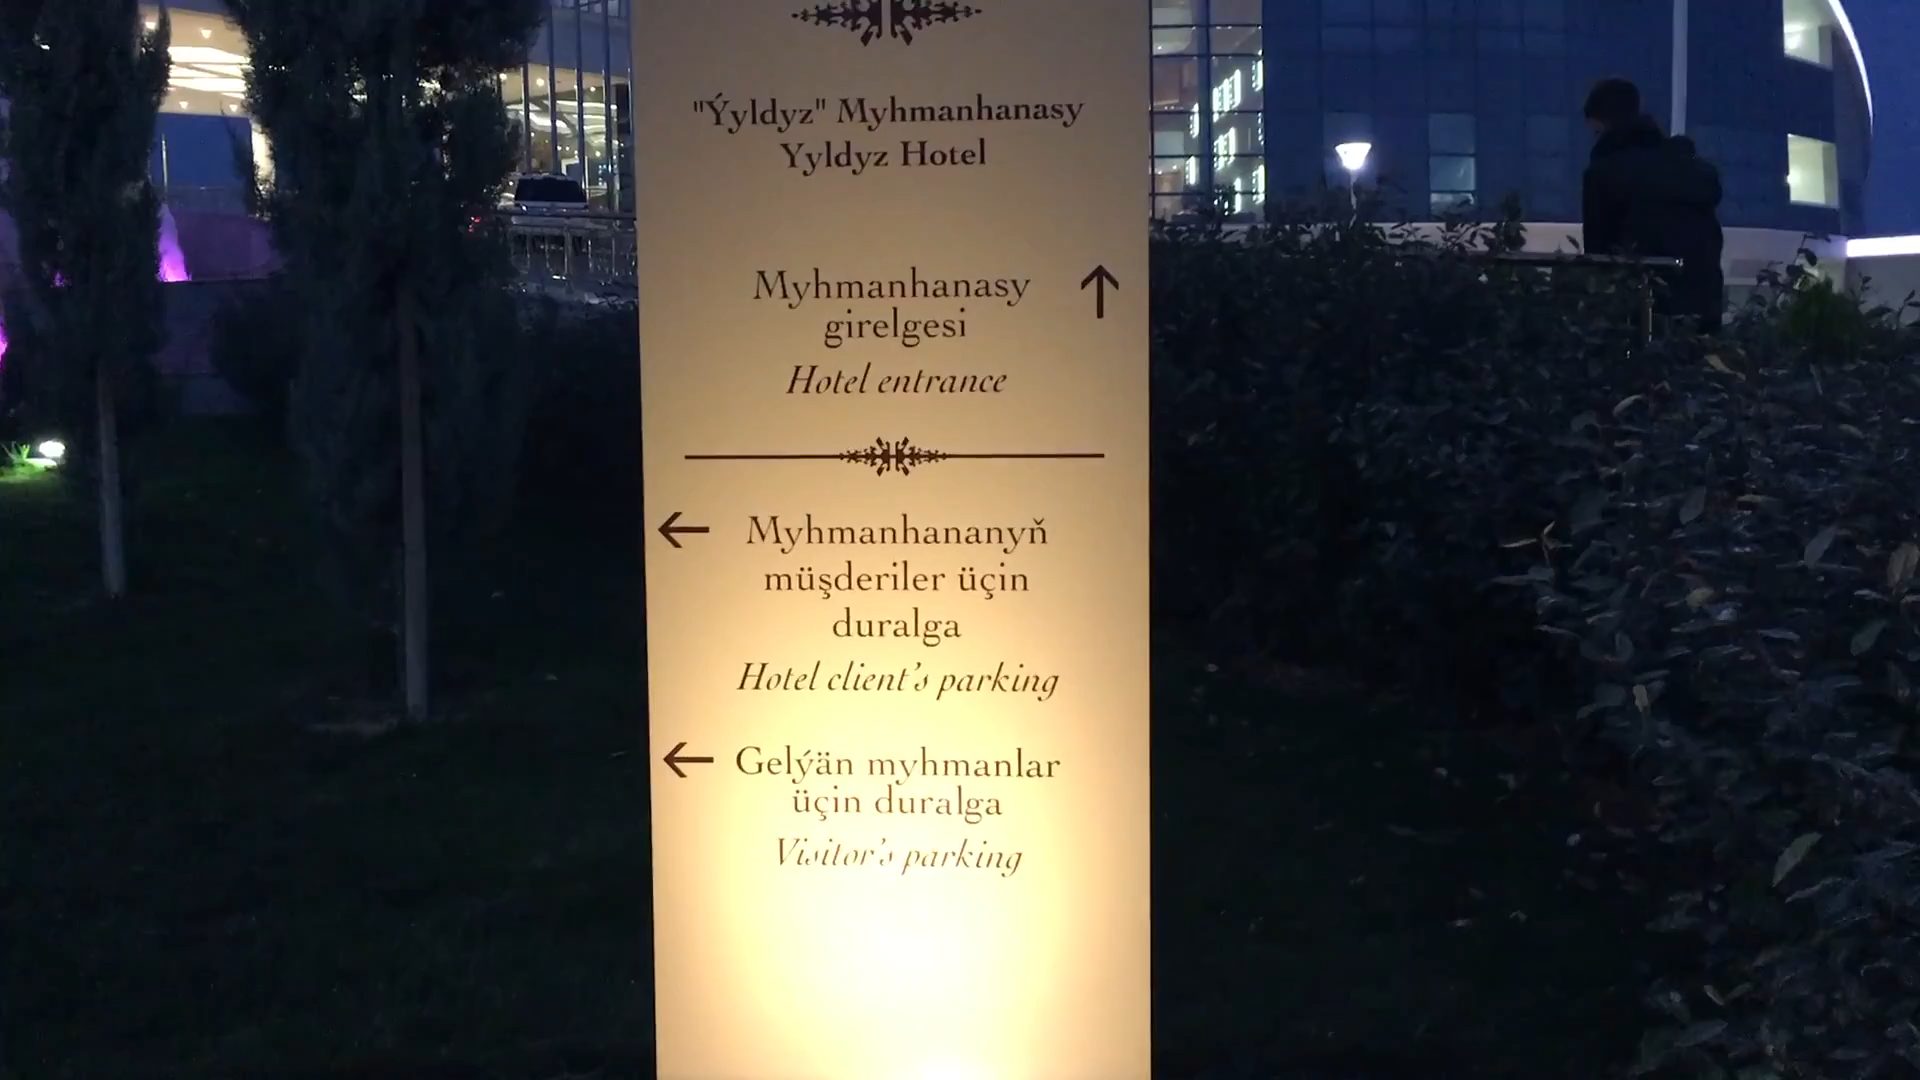 "Ýyldyz" Myhmanhanasy
Yyldyz Hotel
Myhmanhanasy
girelgesi
Hotel entrance
Myhmanhananyň
müşderiler üçin
duralga
Hotel client's parking
Gelýän myhmanlar
üçin duralga
Visitor's parking